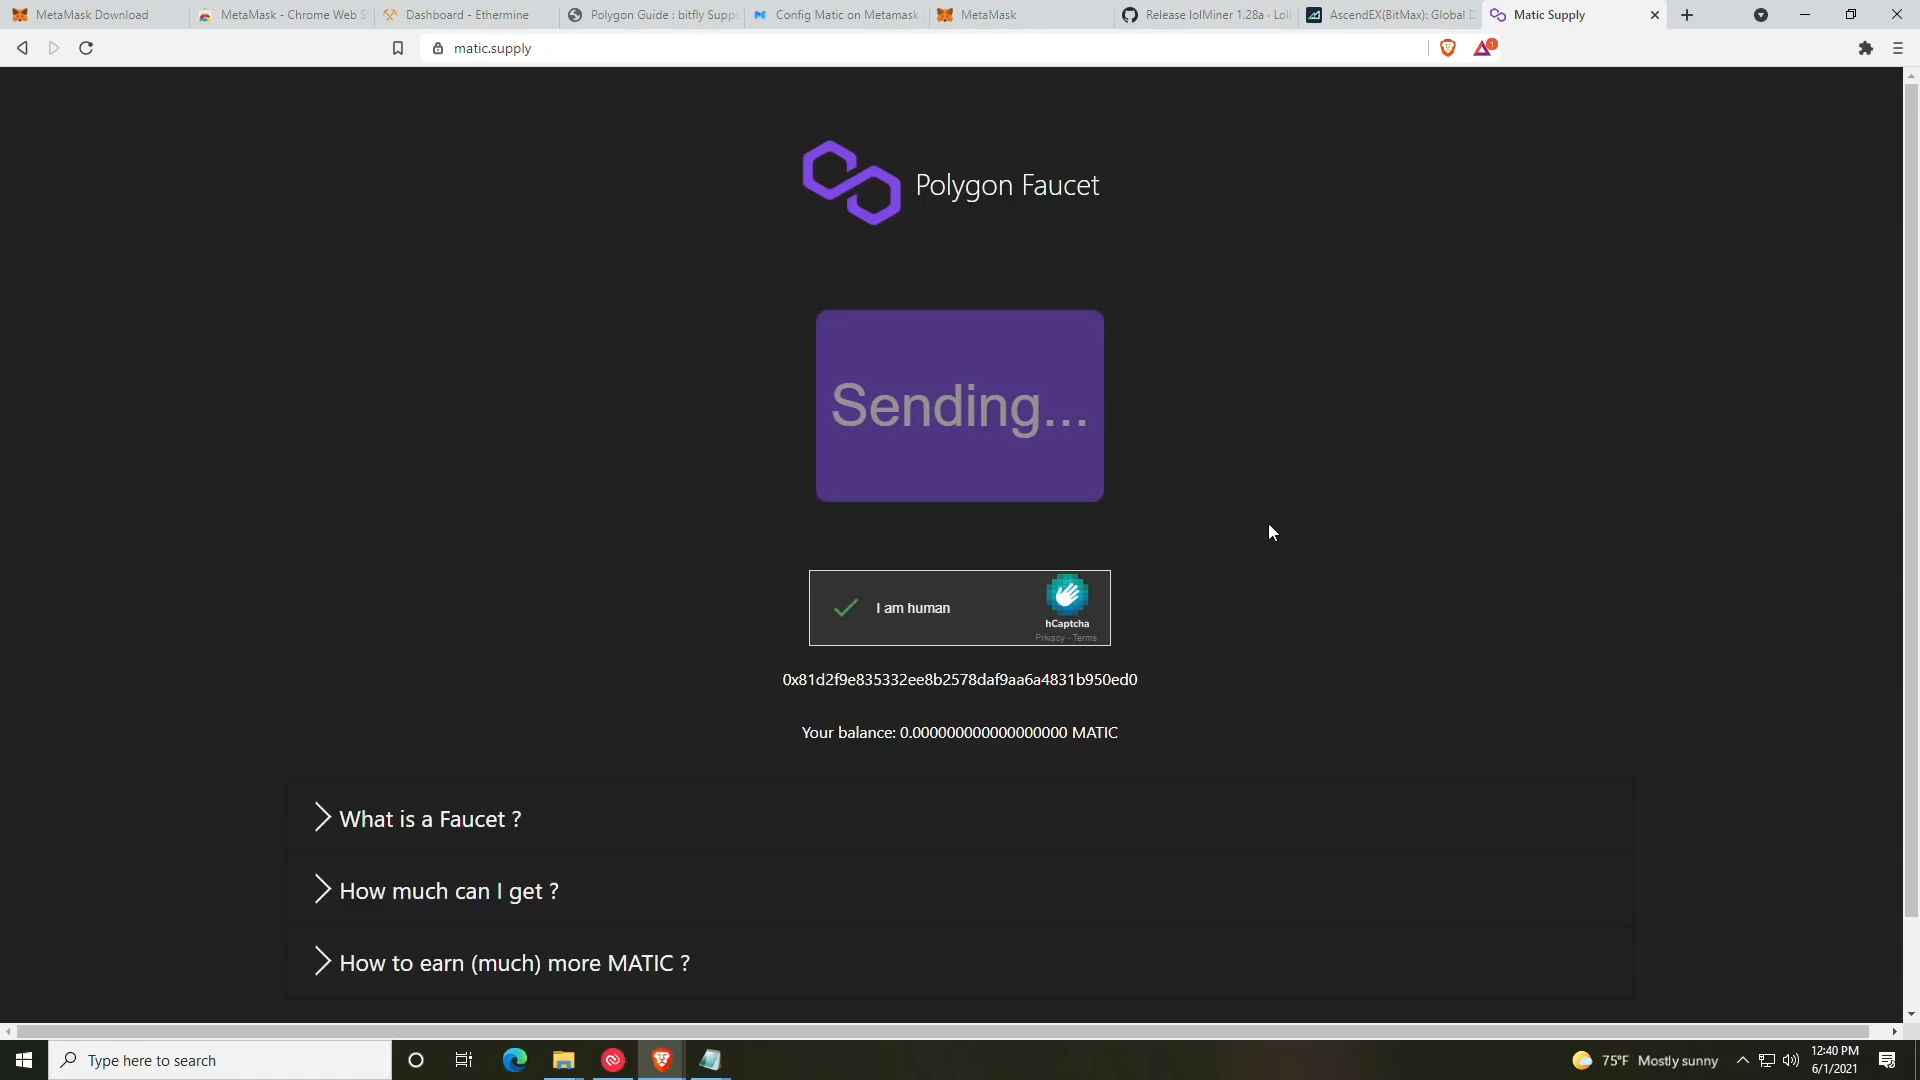 MetaMask Download
MetaMask - Chrome Web S
Dashboard - Ethermine
Polygon Guide : bitfly Suppo
Config Matic on Metamask
MetaMask
Release lolMiner 1.28a · Loll
AscendEX(BitMax): Global D
Matic Supply
matic.supply
1
Polygon Faucet
Sending...
I am human
hCaptcha
Privacy - Terms
0x81d2f9e835332ee8b2578daf9aa6a4831b950ed0
Your balance: 0.000000000000000000 MATIC
What is a Faucet ?
How much can I get ?
How to earn (much) more MATIC ?
Type here to search
75°F Mostly sunny
12:40 PM
6/1/2021